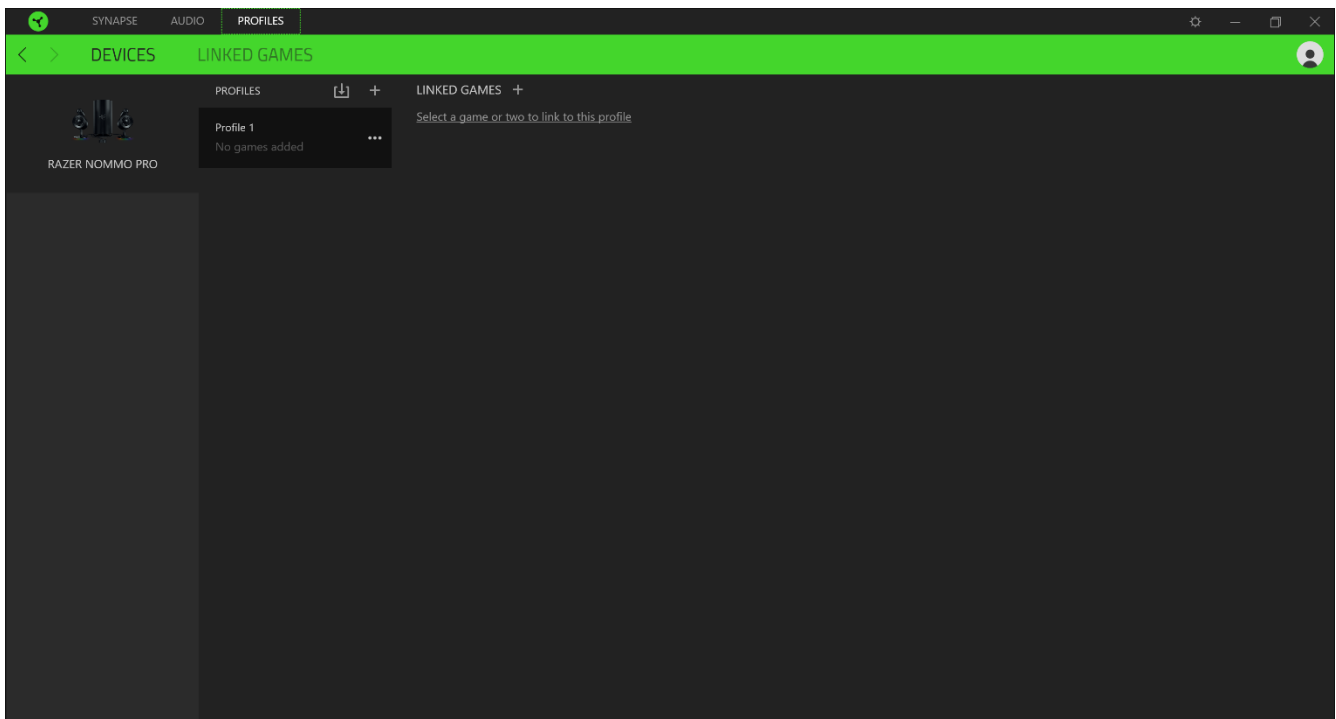 SYNAPSE AUDIO PROFILES
DEVICES LINKED GAMES
RAZER NOMMO PRO
PROFILES
Profile 1
No games added
LINKED GAMES
Select a game or two to link to this profile